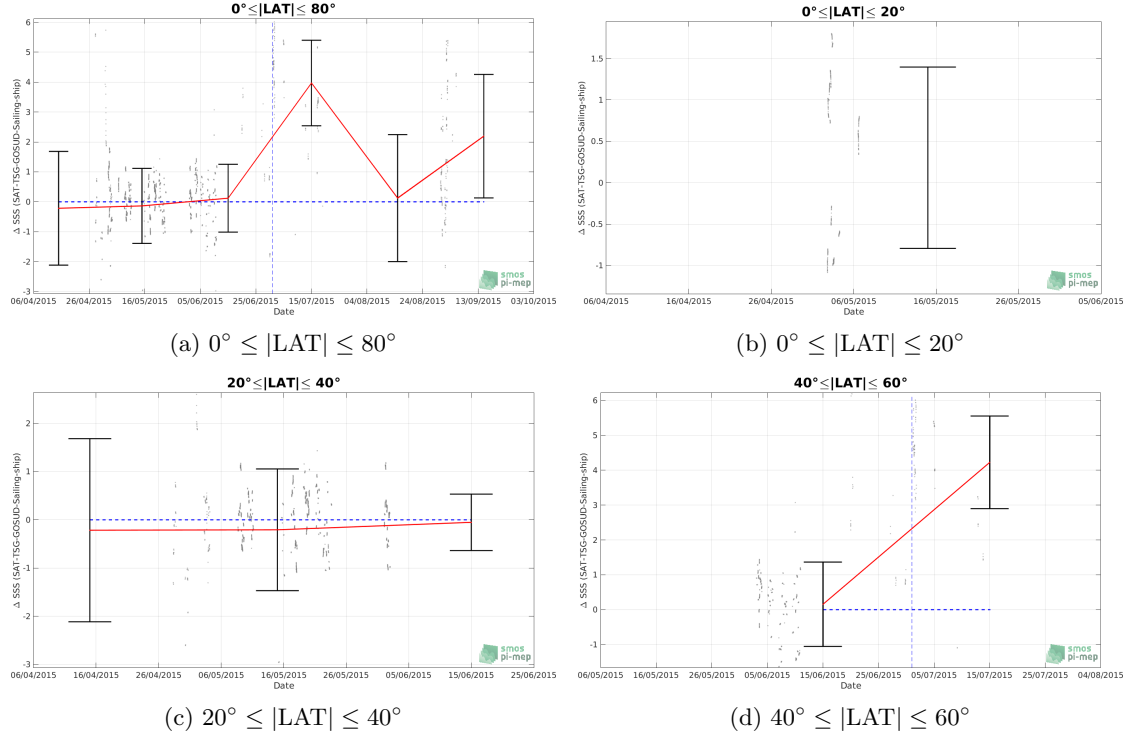 0°≤|LAT|≤ 80°
Δ SSS (SAT-TSG-GOSUD-Sailing-ship)
6
5
4
3
2
1
0
-1
-2
-3
06/04/2015 26/04/2015 16/05/2015 05/06/2015 25/06/2015 15/07/2015 04/08/2015 24/08/2015 13/09/2015 03/10/2015
Date
smos
pi-mep
(a) 0° ≤ |LAT| ≤ 80°
0°≤|LAT|≤ 20°
Δ SSS (SAT-TSG-GOSUD-Sailing-ship)
1.5
1
0.5
0
-0.5
-1
06/04/2015 16/04/2015 26/04/2015 06/05/2015 16/05/2015 26/05/2015 05/06/2015
Date
smos
pi-mep
(b) 0° ≤ |LAT| ≤ 20°
20°≤|LAT|≤ 40°
Δ SSS (SAT-TSG-GOSUD-Sailing-ship)
2
1
0
-1
-2
-3
06/04/2015 16/04/2015 26/04/2015 06/05/2015 16/05/2015 26/05/2015 05/06/2015 15/06/2015 25/06/2015
Date
smos
pi-mep
(c) 20° ≤ |LAT| ≤ 40°
40°≤|LAT|≤ 60°
Δ SSS (SAT-TSG-GOSUD-Sailing-ship)
6
5
4
3
2
1
0
-1
06/05/2015 16/05/2015 26/05/2015 05/06/2015 15/06/2015 25/06/2015 05/07/2015 15/07/2015 25/07/2015 04/08/2015
Date
smos
pi-mep
(d) 40° ≤ |LAT| ≤ 60°